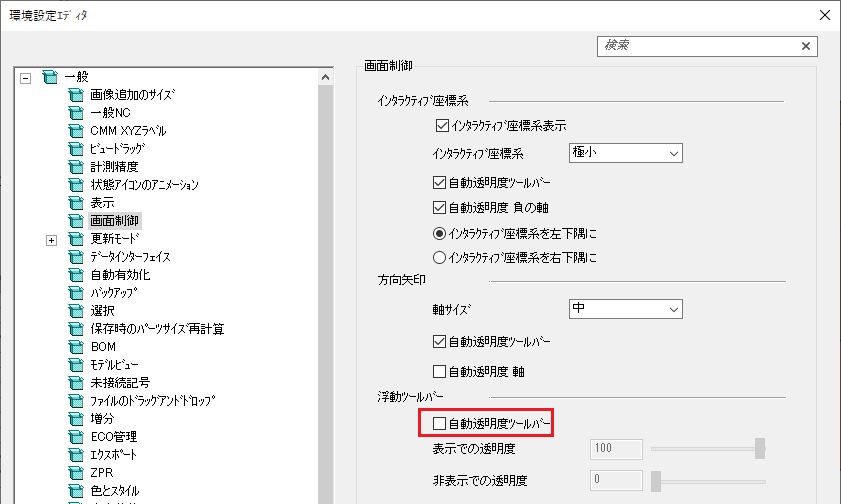 環境設定ｴﾃﾞｨﾀ
検索
一般
画像追加のｻｲｽﾞ
一般NC
CMM XYZﾗﾍﾞﾙ
ﾋﾞｭｰﾄﾞﾗｯｸﾞ
計測精度
状態ｱｲｺﾝのｱﾆﾒｰｼｮﾝ
表示
画面制御
更新ﾓｰﾄﾞ
ﾃﾞｰﾀｲﾝﾀｰﾌｪｲｽ
自動有効化
ﾊﾞｯｸｱｯﾌﾟ
選択
保存時のﾊﾟｰﾂｻｲｽﾞ再計算
BOM
ﾓﾃﾞﾙﾋﾞｭｰ
未接続記号
ﾌｧｲﾙのﾄﾞﾗｯｸﾞｱﾝﾄﾞﾄﾞﾛｯﾌﾟ
増分
ECO管理
ｴｸｽﾎﾟｰﾄ
ZPR
色とｽﾀｲﾙ
画面制御
ｲﾝﾀﾗｸﾃｨﾌﾞ座標系
ｲﾝﾀﾗｸﾃｨﾌﾞ座標系表示
ｲﾝﾀﾗｸﾃｨﾌﾞ座標系
極小
自動透明度ﾂｰﾙﾊﾞｰ
自動透明度 負の軸
ｲﾝﾀﾗｸﾃｨﾌﾞ座標系を左下隅に
ｲﾝﾀﾗｸﾃｨﾌﾞ座標系を右下隅に
方向矢印
軸ｻｲｽﾞ
中
自動透明度ﾂｰﾙﾊﾞｰ
自動透明度 軸
浮動ﾂｰﾙﾊﾞｰ
自動透明度ﾂｰﾙﾊﾞｰ
表示での透明度
100
非表示での透明度
0